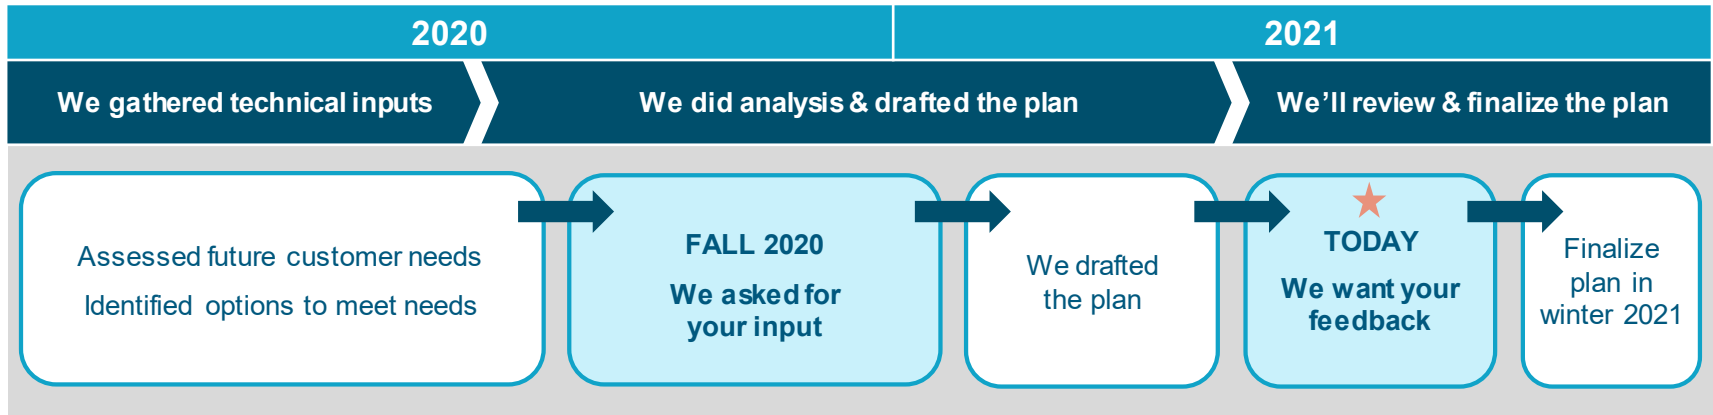 2020
2021
We gathered technical inputs
We did analysis & drafted the plan
We'll review & finalize the plan
Assessed future customer needs
Identified options to meet needs
FALL 2020
We asked for
your input
We drafted
the plan
TODAY
We want your
feedback
Finalize
plan in
winter 2021